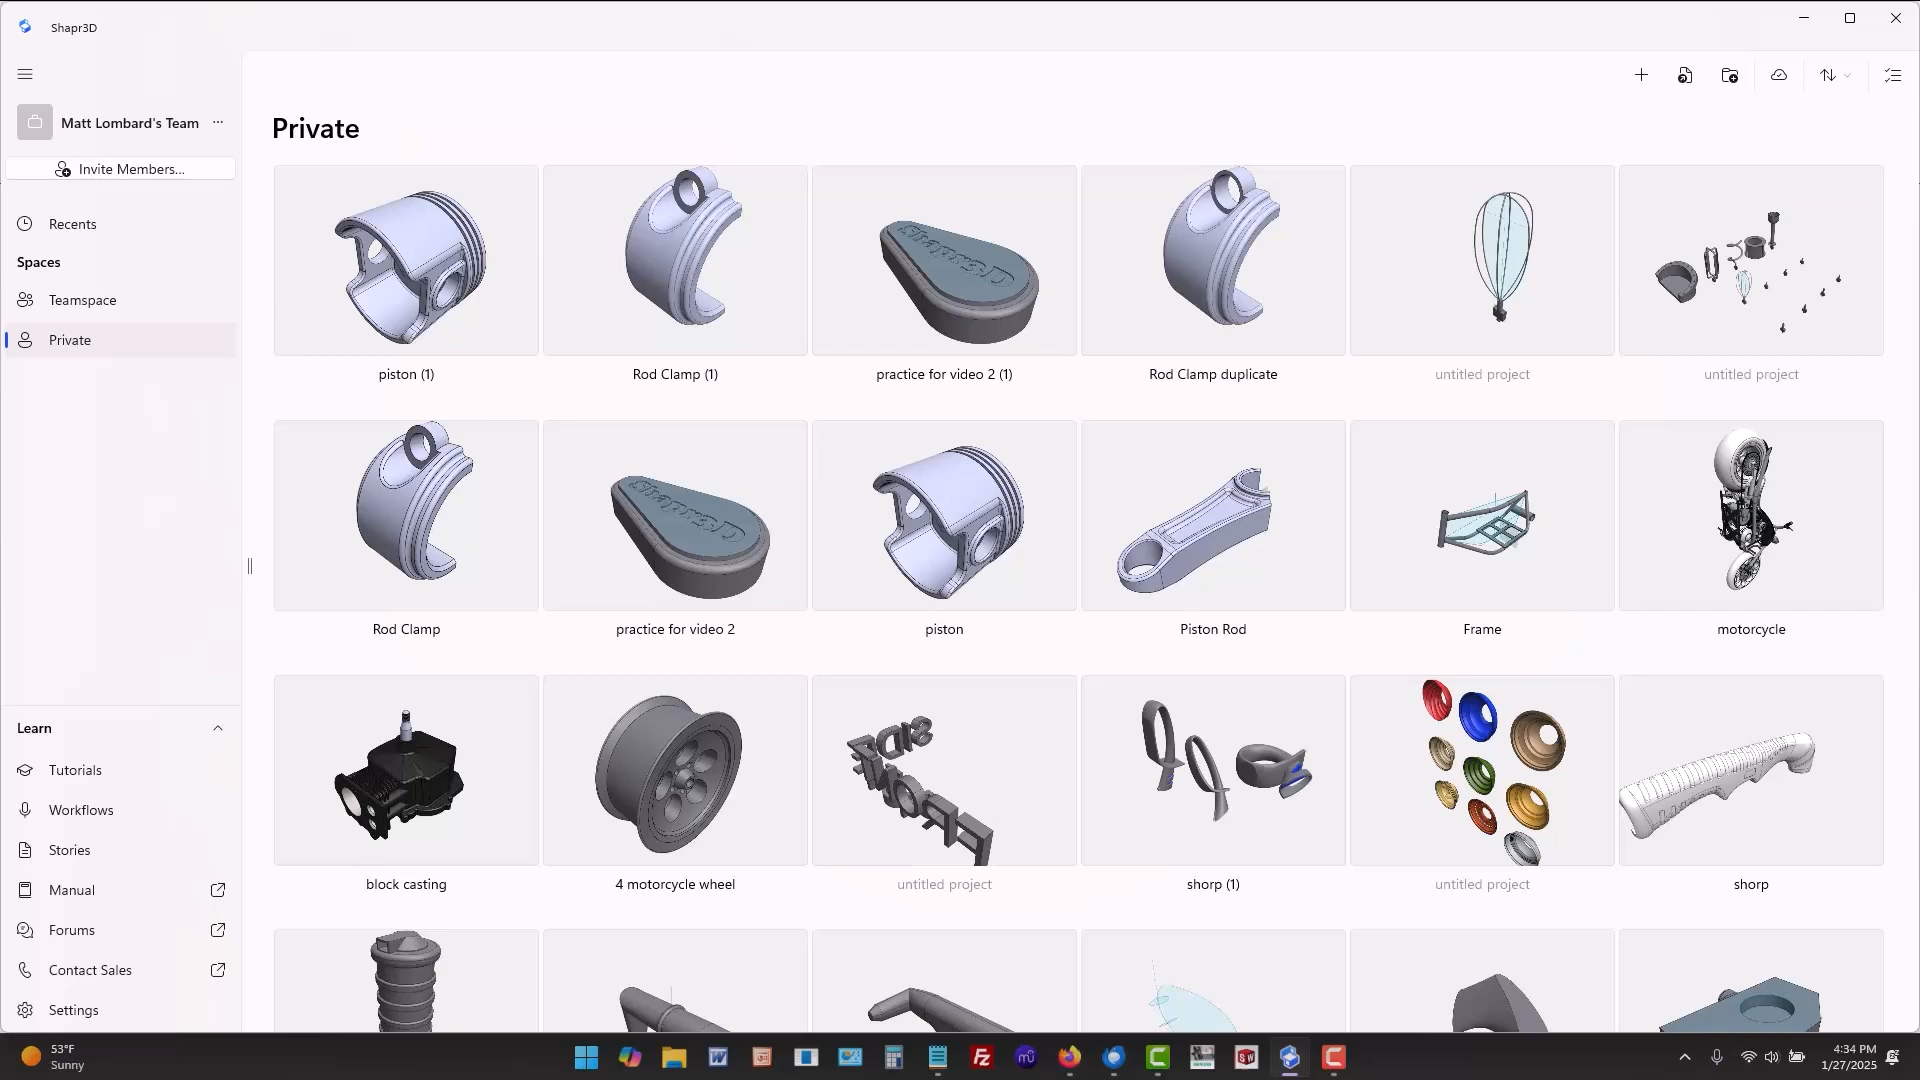 Shapr3D
Matt Lombard's Team
Invite Members...
Recents
Spaces
Teamspace
Private
Learn
Tutorials
Workflows
Stories
Manual
Forums
Contact Sales
Settings
Private
piston (1)
Rod Clamp (1)
practice for video 2 (1)
Rod Clamp duplicate
untitled project
untitled project
Rod Clamp
practice for video 2
piston
Piston Rod
Frame
motorcycle
block casting
4 motorcycle wheel
untitled project
shorp (1)
untitled project
shorp
53°F
Sunny
4:34 PM
1/27/2025